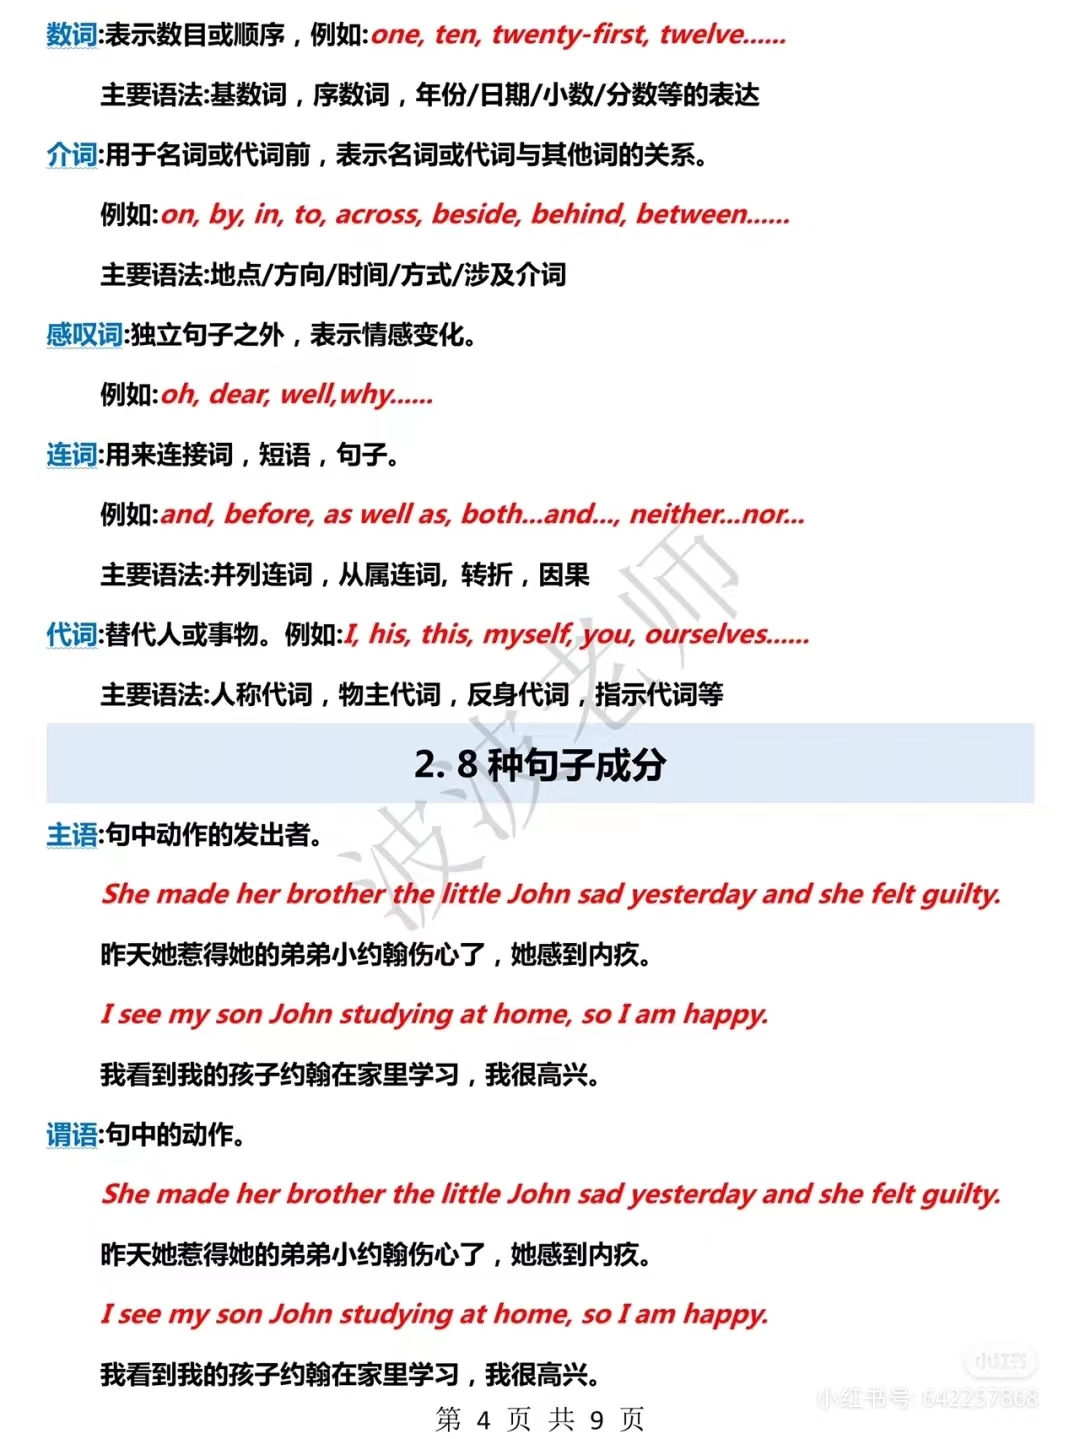 数词:表示数目或顺序，例如:one, ten, twenty-first, twelve......
主要语法:基数词，序数词，年份/日期/小数/分数等的表达
介词:用于名词或代词前，表示名词或代词与其他词的关系。
例如:on, by, in, to, across, beside, behind, between......
主要语法:地点/方向/时间/方式/涉及介词
感叹词:独立句子之外，表示情感变化。
例如:oh, dear, well,why......
连词:用来连接词，短语，句子。
例如:and, before, as well as, both...and..., neither...nor...
主要语法:并列连词，从属连词, 转折，因果
代词:替代人或事物。例如:I, his, this, myself, you, ourselves......
主要语法:人称代词，物主代词，反身代词，指示代词等
2. 8 种句子成分
主语:句中动作的发出者。
She made her brother the little John sad yesterday and she felt guilty.
昨天她惹得她的弟弟小约翰伤心了，她感到内疚。
I see my son John studying at home, so I am happy.
我看到我的孩子约翰在家里学习，我很高兴。
谓语:句中的动作。
She made her brother the little John sad yesterday and she felt guilty.
昨天她惹得她的弟弟小约翰伤心了，她感到内疚。
I see my son John studying at home, so I am happy.
我看到我的孩子约翰在家里学习，我很高兴。
第 4 页 共 9 页
波波老师
小红书
小红书号: 642257868